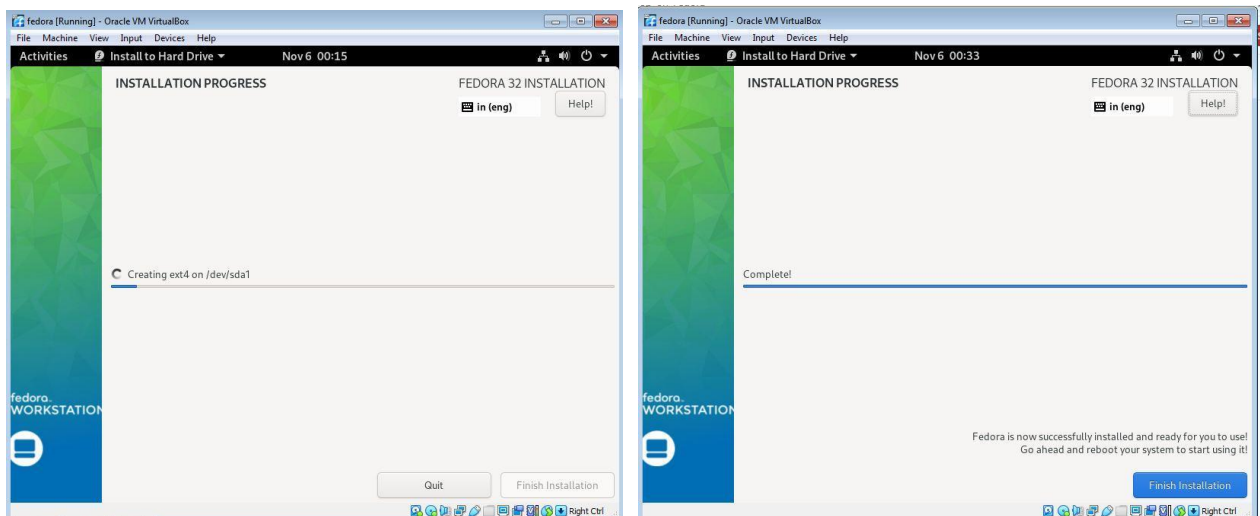 fedora [Running] - Oracle VM VirtualBox
File Machine View Input Devices Help
Activities Install to Hard Drive Nov 6 00:15
INSTALLATION PROGRESS
FEDORA 32 INSTALLATION
in (eng)
Help!
Creating ext4 on /dev/sda1
fedora.
WORKSTATION
Quit
Finish Installation
Right Ctrl
fedora [Running] - Oracle VM VirtualBox
File Machine View Input Devices Help
Activities Install to Hard Drive Nov 6 00:33
INSTALLATION PROGRESS
FEDORA 32 INSTALLATION
in (eng)
Help!
Complete!
fedora.
WORKSTATION
Fedora is now successfully installed and ready for you to use!
Go ahead and reboot your system to start using it!
Finish Installation
Right Ctrl